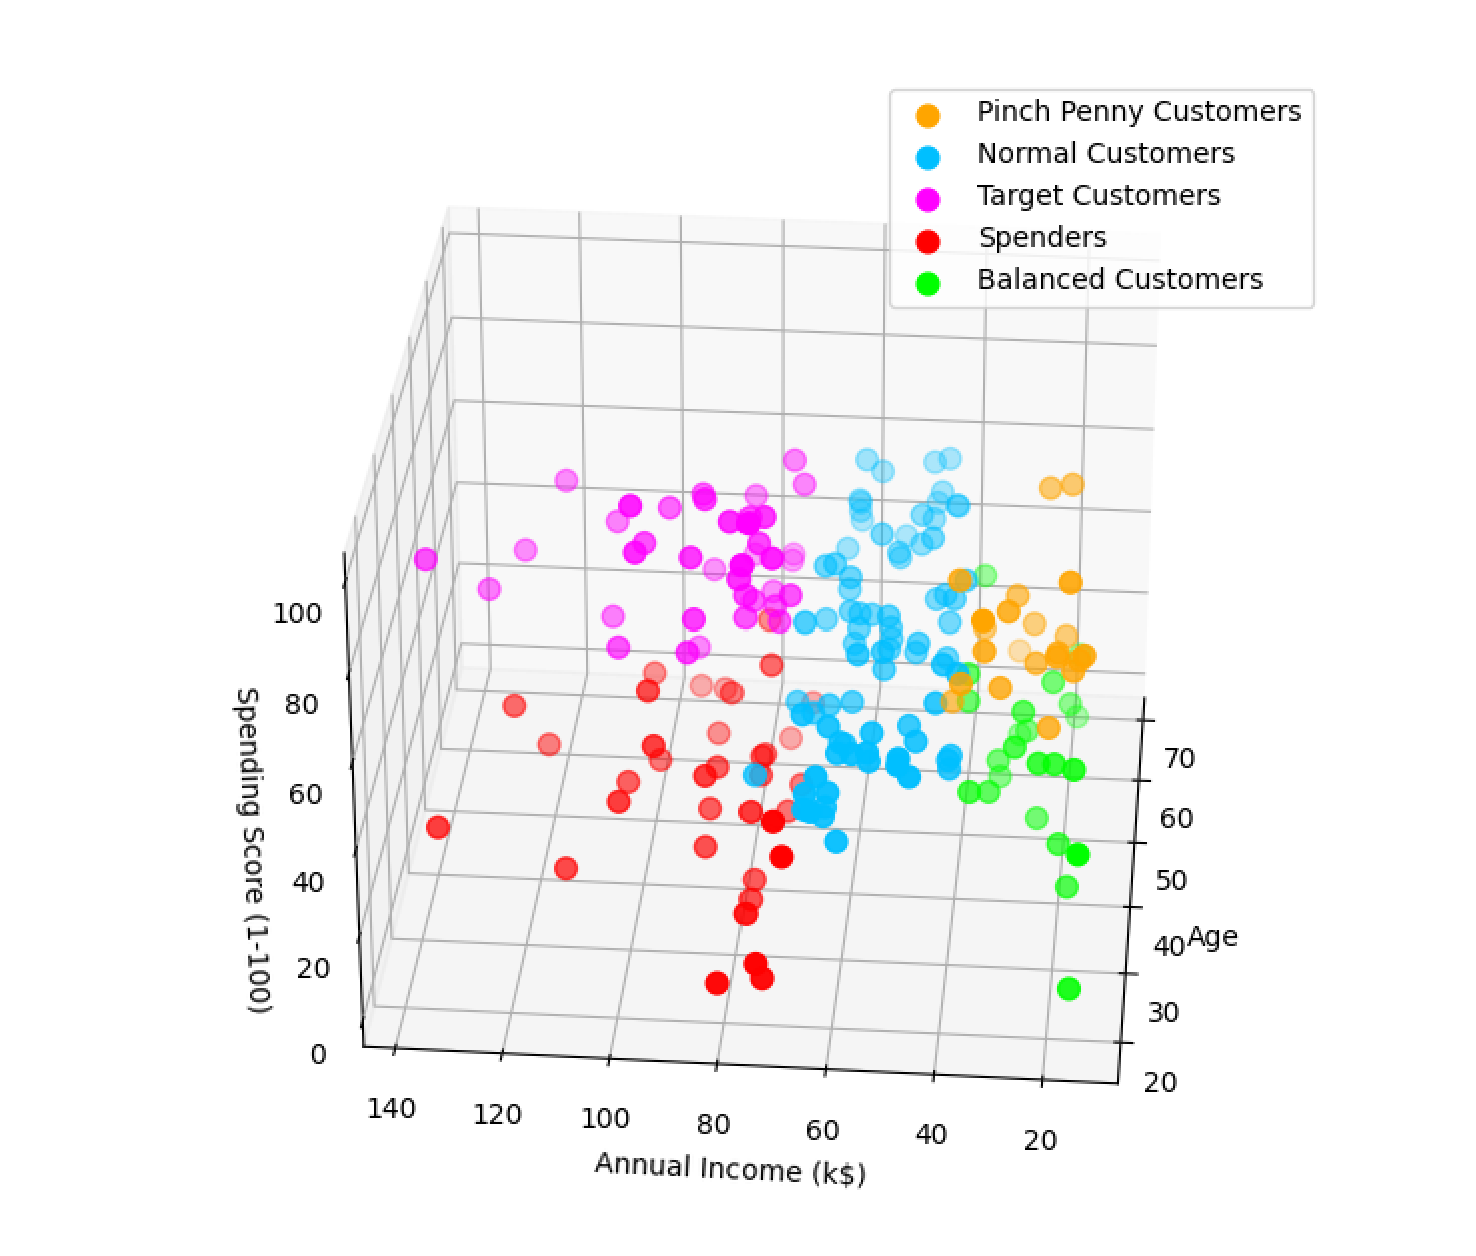 Pinch Penny Customers
Normal Customers
Target Customers
Spenders
Balanced Customers
100
80
60
40
20
0
Spending Score (1-100)
70
60
50
40
30
20
Age
140
120
100
80
60
40
20
Annual Income (k$)